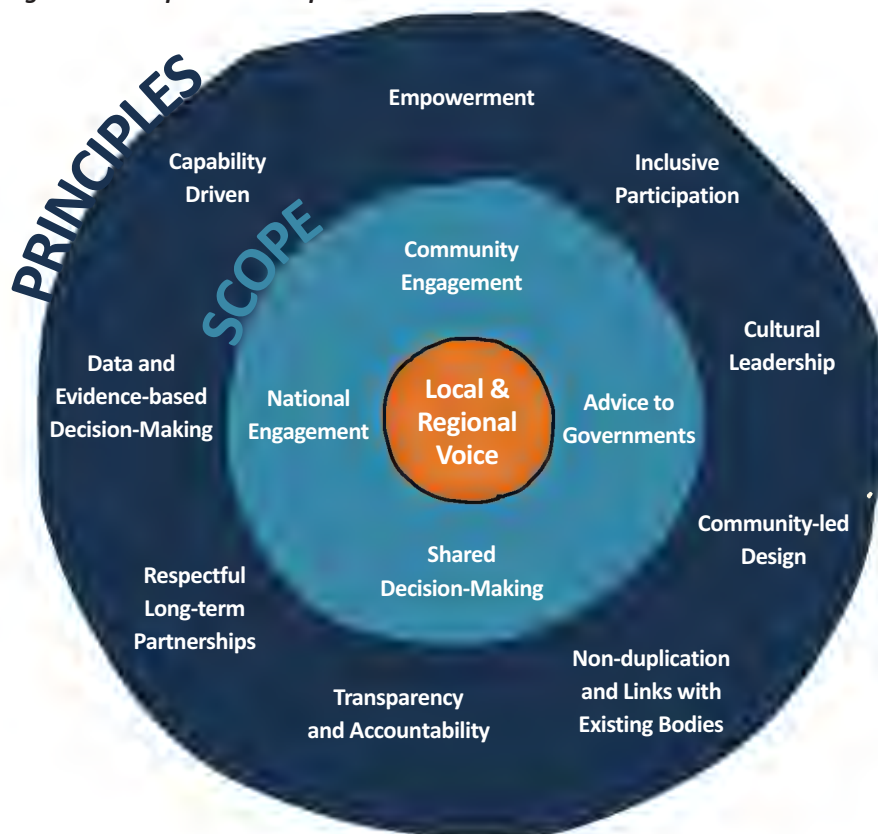 PRINCIPLES
SCOPE
Empowerment
Inclusive
Participation
Cultural
Leadership
Community-led
Design
Non-duplication
and Links with
Existing Bodies
Transparency
and Accountability
Respectful
Long-term
Partnerships
Data and
Evidence-based
Decision-Making
Capability
Driven
Community
Engagement
Advice to
Governments
Shared
Decision-Making
National
Engagement
Local &
Regional
Voice